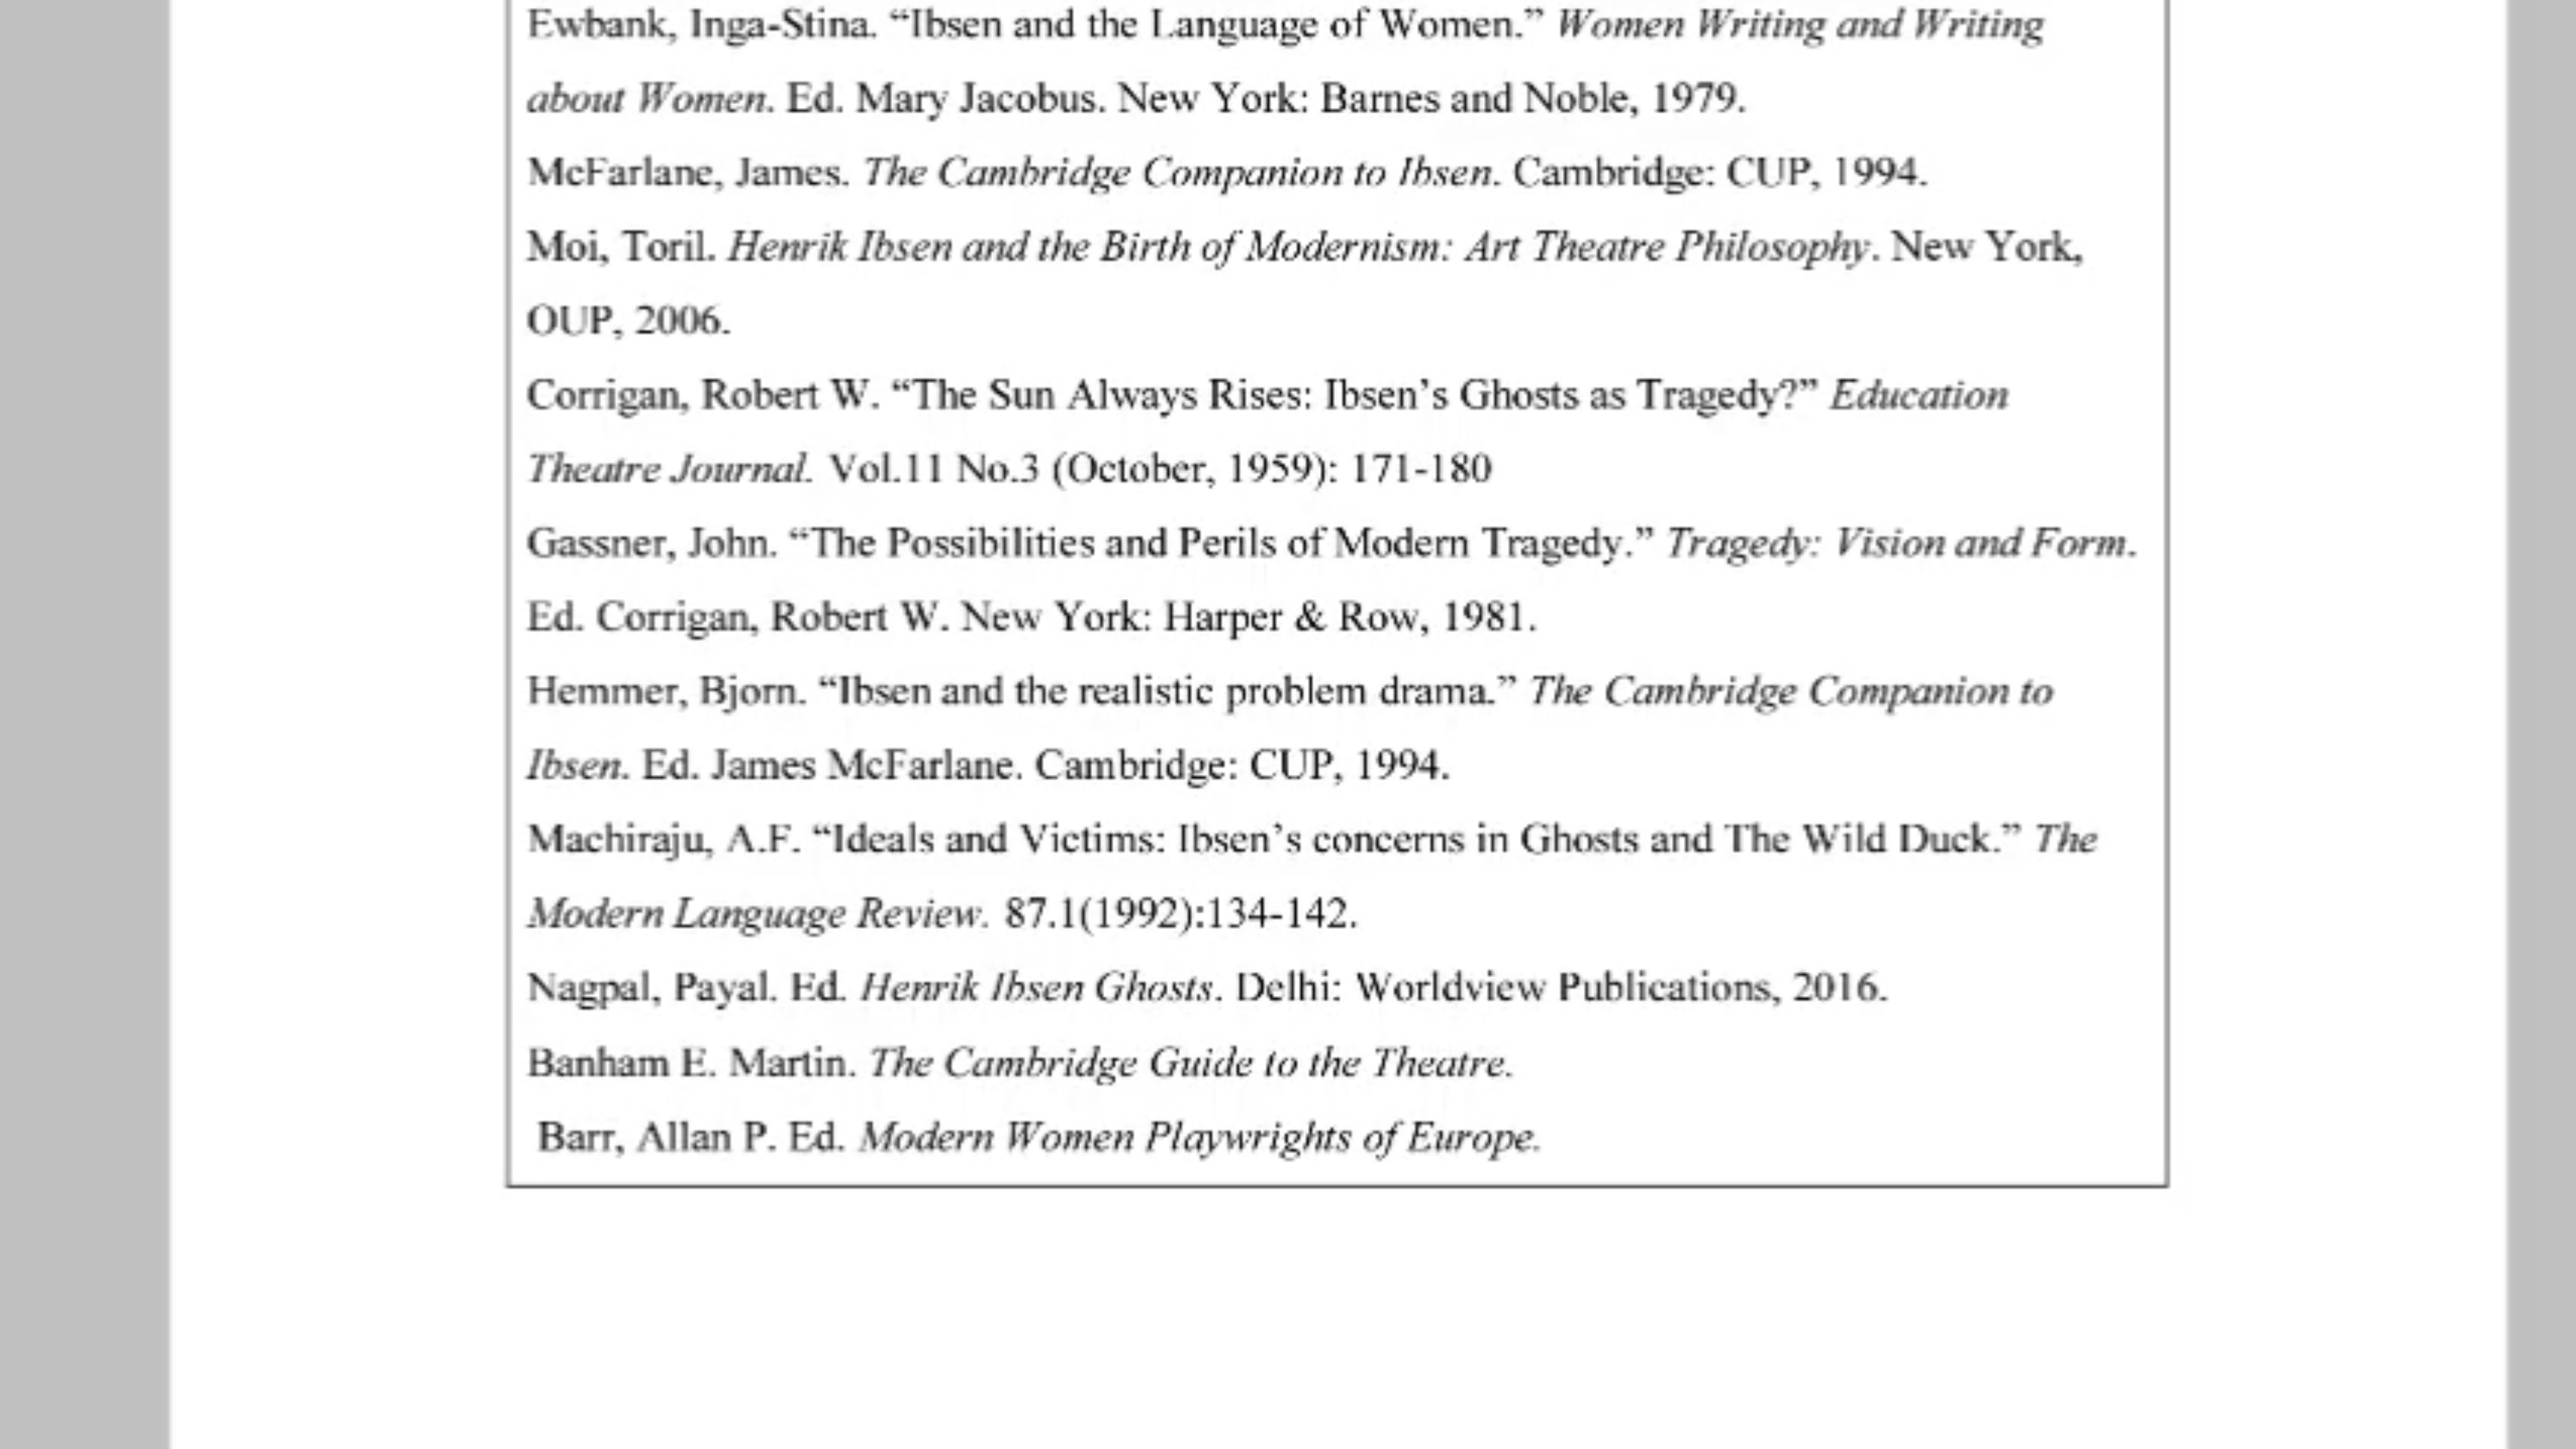 Ewbank, Inga-Stina. “Ibsen and the Language of Women.” Women Writing and Writing
about Women. Ed. Mary Jacobus. New York: Barnes and Noble, 1979.
McFarlane, James. The Cambridge Companion to Ibsen. Cambridge: CUP, 1994.
Moi, Toril. Henrik Ibsen and the Birth of Modernism: Art Theatre Philosophy. New York,
OUP, 2006.
Corrigan, Robert W. “The Sun Always Rises: Ibsen’s Ghosts as Tragedy?” Education
Theatre Journal. Vol.11 No.3 (October, 1959): 171-180
Gassner, John. “The Possibilities and Perils of Modern Tragedy.” Tragedy: Vision and Form.
Ed. Corrigan, Robert W. New York: Harper & Row, 1981.
Hemmer, Bjorn. “Ibsen and the realistic problem drama.” The Cambridge Companion to
Ibsen. Ed. James McFarlane. Cambridge: CUP, 1994.
Machiraju, A.F. “Ideals and Victims: Ibsen’s concerns in Ghosts and The Wild Duck.” The
Modern Language Review. 87.1(1992):134-142.
Nagpal, Payal. Ed. Henrik Ibsen Ghosts. Delhi: Worldview Publications, 2016.
Banham E. Martin. The Cambridge Guide to the Theatre.
Barr, Allan P. Ed. Modern Women Playwrights of Europe.